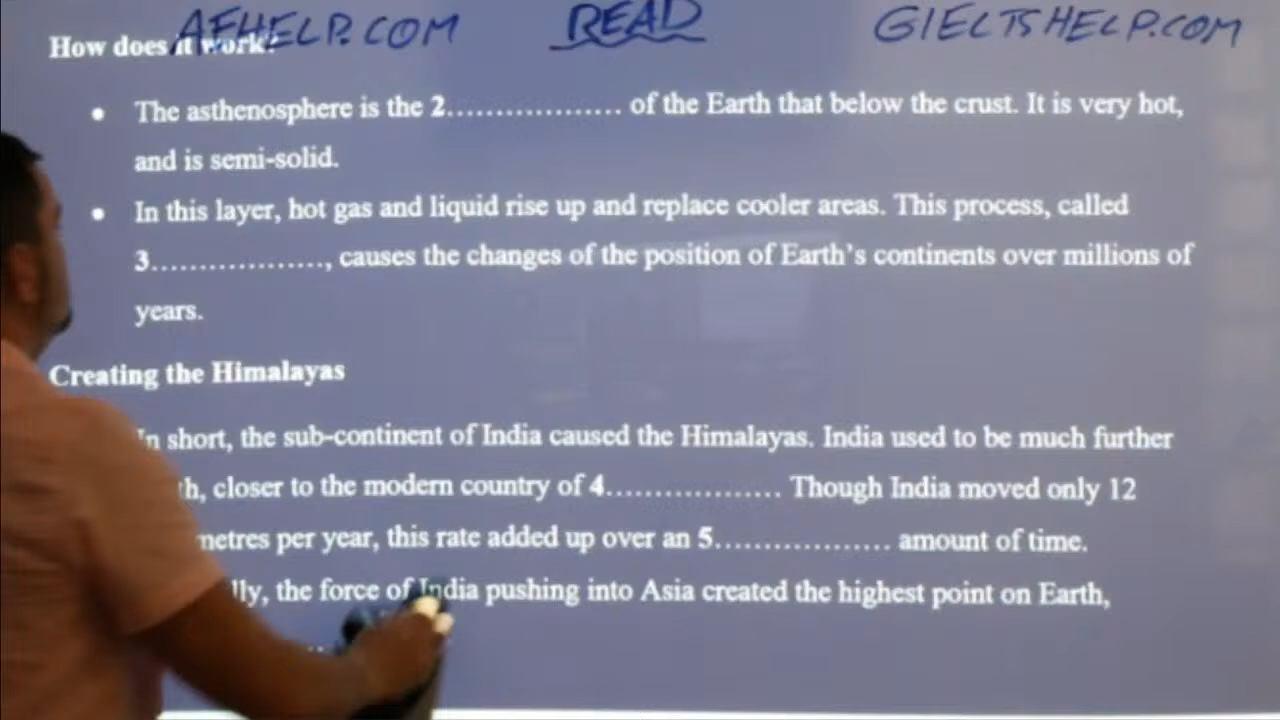 AEHELP.COM READ GIELTSHELP.COM
How does it work?
• The asthenosphere is the 2.................. of the Earth that below the crust. It is very hot,
and is semi-solid.
• In this layer, hot gas and liquid rise up and replace cooler areas. This process, called
3.................., causes the changes of the position of Earth's continents over millions of
years.
Creating the Himalayas
In short, the sub-continent of India caused the Himalayas. India used to be much further
closer to the modern country of 4.................. Though India moved only 12
metres per year, this rate added up over an 5.................. amount of time.
the force of India pushing into Asia created the highest point on Earth,